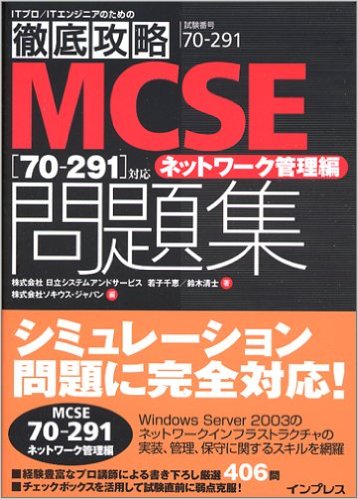 ITプロ/ITエンジニアのための
徹底攻略
試験番号
70-291
MCSE
[70-291]対応
ネットワーク管理編
問題集
株式会社 日立システムアンドサービス 若子千恵/鈴木清士 著
株式会社ソキウス・ジャパン 編
シミュレーション
問題に完全対応!
MCSE
70-291
ネットワーク管理編
Windows Server 2003の
ネットワークインフラストラクチャの
実装、管理、保守に関するスキルを網羅
■経験豊富なプロ講師による書き下ろし厳選406問
■チェックボックスを活用して試験直前に弱点克服!
インプレス